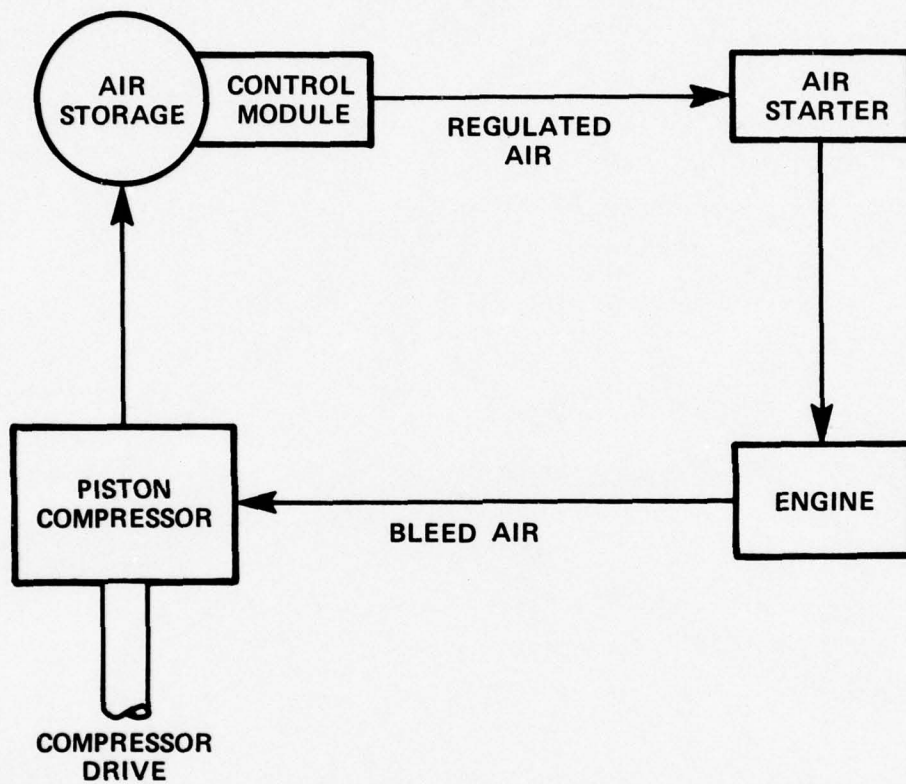 AIR
STORAGE
CONTROL
MODULE
REGULATED
AIR
AIR
STARTER
PISTON
COMPRESSOR
BLEED AIR
ENGINE
COMPRESSOR
DRIVE